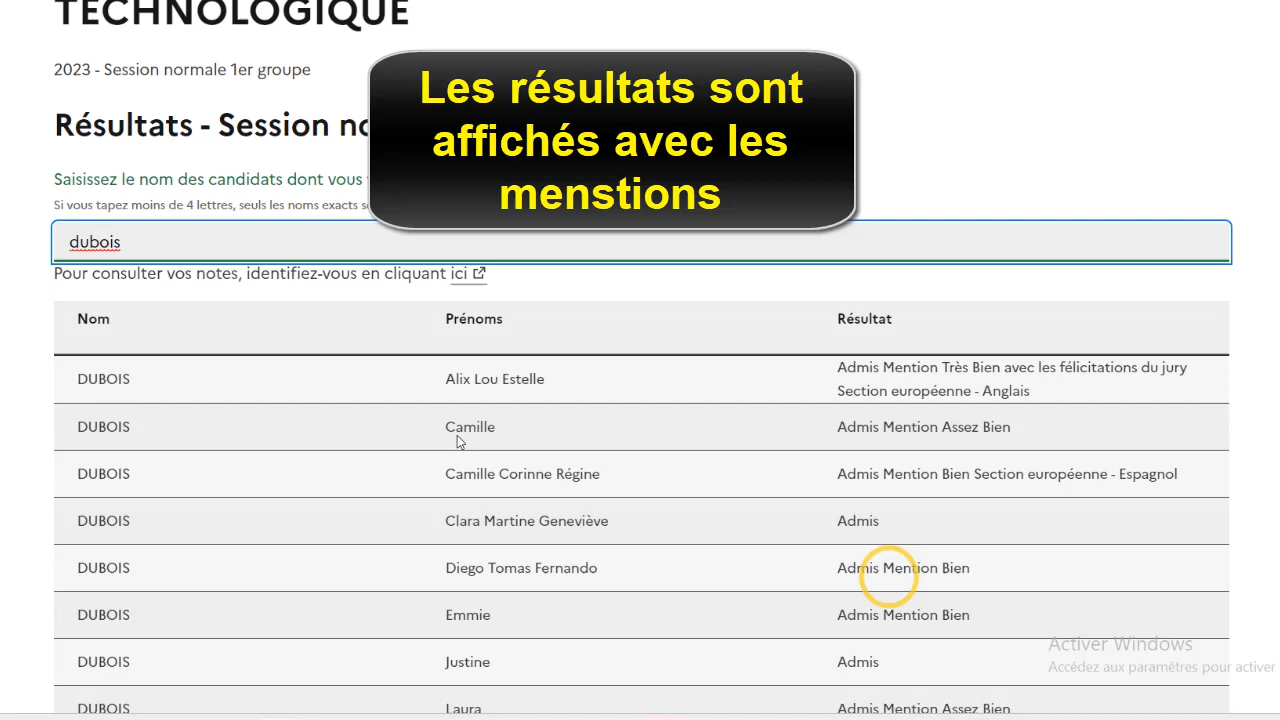 TECHNOLOGIQUE
2023 - Session normale 1er groupe
Les résultats sont
affichés avec les
menstions
Résultats - Session no
Saisissez le nom des candidats dont vous
Si vous tapez moins de 4 lettres, seuls les noms exacts
dubois
Pour consulter vos notes, identifiez-vous en cliquant ici
Nom Prénoms Résultat
DUBOIS Alix Lou Estelle Admis Mention Très Bien avec les félicitations du jury
Section européenne - Anglais
DUBOIS Camille Admis Mention Assez Bien
DUBOIS Camille Corinne Régine Admis Mention Bien Section européenne - Espagnol
DUBOIS Clara Martine Geneviève Admis
DUBOIS Diego Tomas Fernando Admis Mention Bien
DUBOIS Emmie Admis Mention Bien
DUBOIS Justine Admis
DUBOIS Laura Admis Mention Assez Bien
Activer Windows
Accédez aux paramètres pour activer